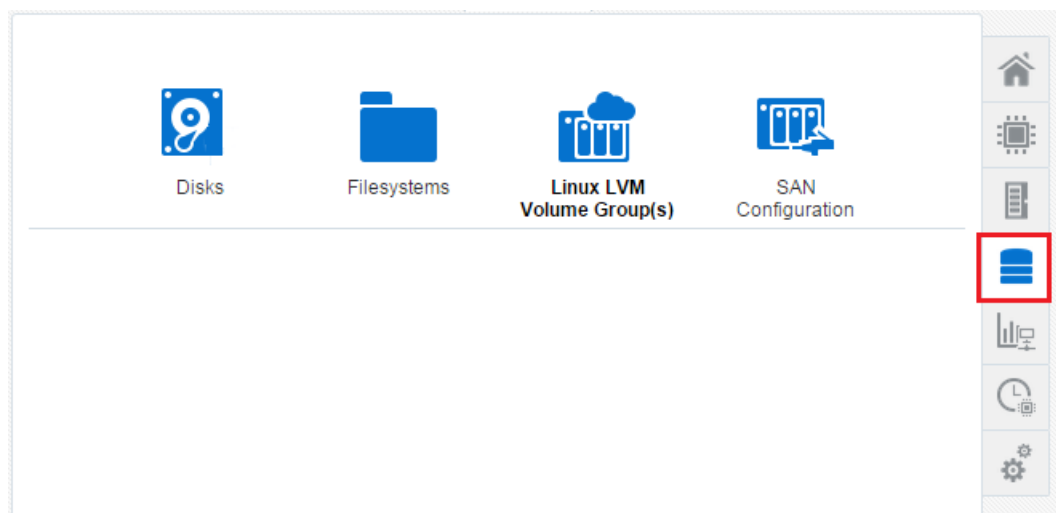 Disks
Filesystems
Linux LVM
Volume Group(s)
SAN
Configuration